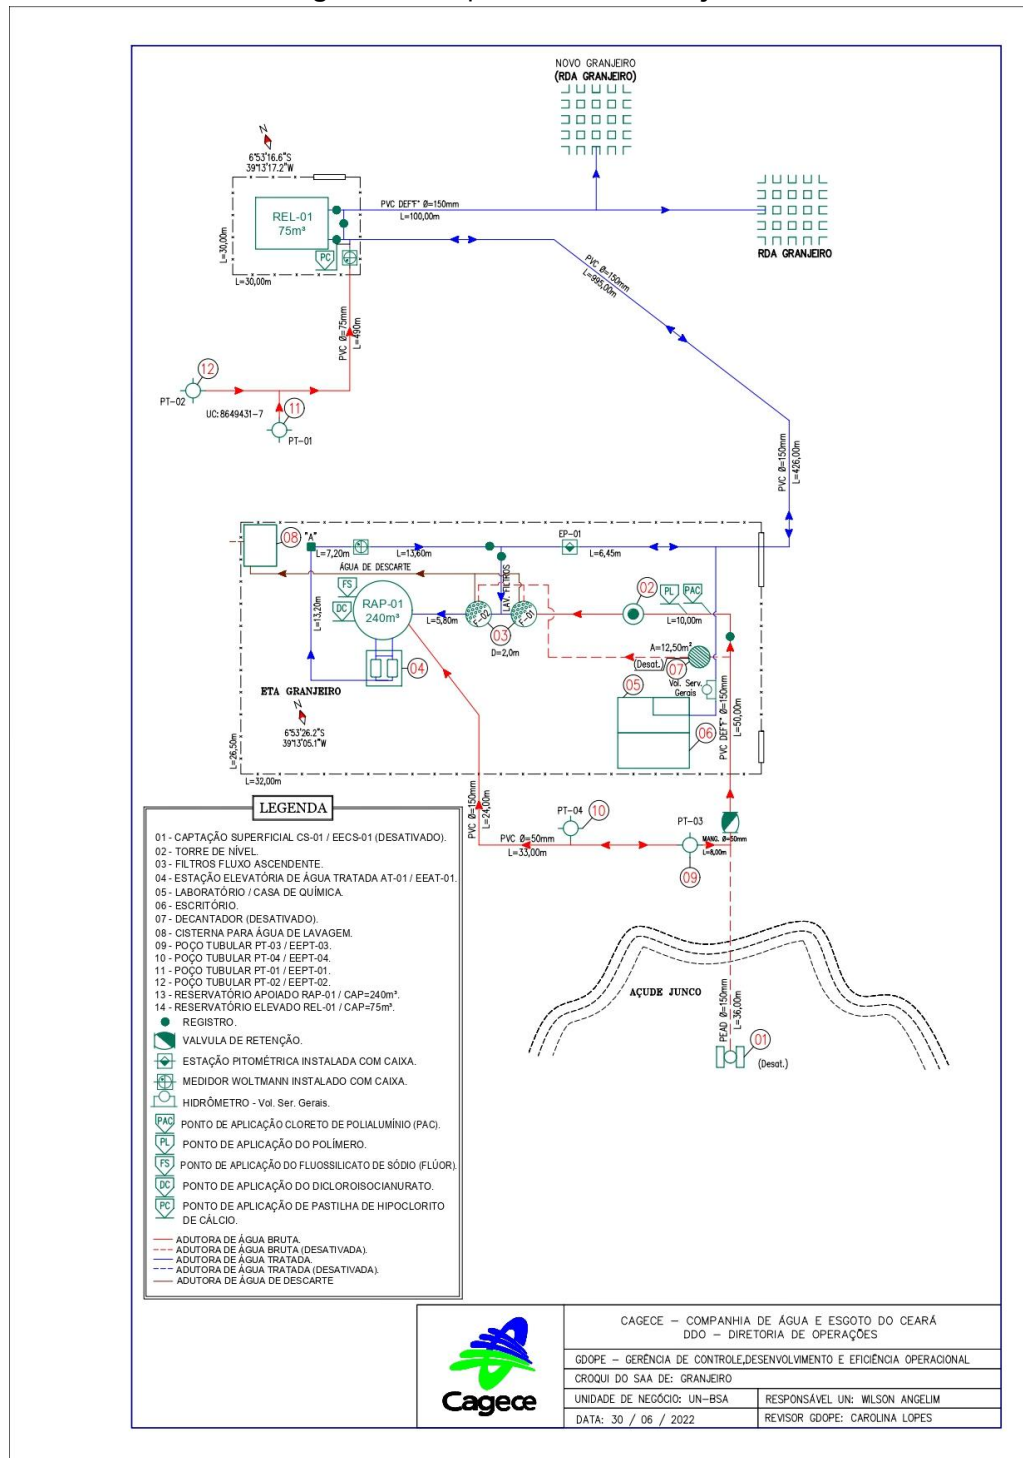 NOVO GRANJEIRO
(RDA GRANJEIRO)
N
6°53'16.6"S
39°13'17.2"W
REL-01
75m³
PC
L=30,00m
L=30,00m
PVC DEF°F° Ø=150mm
L=100,00m
RDA GRANJEIRO
PVC Ø=150mm
L=995,00m
PVC Ø=75mm
L=490m
12
PT-02
UC:8649431-7
11
PT-01
PVC Ø=150mm
L=426,00m
08
"A"
L=7,20m
L=13,60m
EP-01
L=6,45m
ÁGUA DE DESCARTE
LAV. FILTROS
FS
DC
RAP-01
240m³
L=5,80m
F-02
F-01
03
D=2,0m
02
PL
PAC
L=10,00m
L=13,20m
04
A=12,50m²
(Desat.)
07
Vol. Serv.
Gerais
05
06
ETA GRANJEIRO
N
6°53'26.2"S
39°13'05.1"W
L=26,50m
L=32,00m
PVC DEF°F° Ø=150mm
L=50,00m
PVC Ø=150mm
L=24,00m
PT-04
10
PVC Ø=50mm
L=33,00m
PT-03
09
MANG. Ø=50mm
L=8,00m
AÇUDE JUNCO
PEAD Ø=150mm
L=36,00m
01
(Desat.)
LEGENDA
01 - CAPTAÇÃO SUPERFICIAL CS-01 / EECS-01 (DESATIVADO).
02 - TORRE DE NÍVEL.
03 - FILTROS FLUXO ASCENDENTE.
04 - ESTAÇÃO ELEVATÓRIA DE ÁGUA TRATADA AT-01 / EEAT-01.
05 - LABORATÓRIO / CASA DE QUÍMICA.
06 - ESCRITÓRIO.
07 - DECANTADOR (DESATIVADO).
08 - CISTERNA PARA ÁGUA DE LAVAGEM.
09 - POÇO TUBULAR PT-03 / EEPT-03.
10 - POÇO TUBULAR PT-04 / EEPT-04.
11 - POÇO TUBULAR PT-01 / EEPT-01.
12 - POÇO TUBULAR PT-02 / EEPT-02.
13 - RESERVATÓRIO APOIADO RAP-01 / CAP=240m³.
14 - RESERVATÓRIO ELEVADO REL-01 / CAP=75m³.
REGISTRO.
VALVULA DE RETENÇÃO.
ESTAÇÃO PITOMÉTRICA INSTALADA COM CAIXA.
MEDIDOR WOLTMANN INSTALADO COM CAIXA.
HIDRÔMETRO - Vol. Ser. Gerais.
PAC PONTO DE APLICAÇÃO CLORETO DE POLIALUMÍNIO (PAC).
PL PONTO DE APLICAÇÃO DO POLÍMERO.
FS PONTO DE APLICAÇÃO DO FLUOSSILICATO DE SÓDIO (FLÚOR).
DC PONTO DE APLICAÇÃO DO DICLOROISOCIANURATO.
PC PONTO DE APLICAÇÃO DE PASTILHA DE HIPOCLORITO
DE CÁLCIO.
ADUTORA DE ÁGUA BRUTA.
ADUTORA DE ÁGUA BRUTA (DESATIVADA).
ADUTORA DE ÁGUA TRATADA.
ADUTORA DE ÁGUA TRATADA (DESATIVADA).
ADUTORA DE ÁGUA DE DESCARTE
Cagece
CAGECE – COMPANHIA DE ÁGUA E ESGOTO DO CEARÁ
DDO – DIRETORIA DE OPERAÇÕES
GDOPE – GERÊNCIA DE CONTROLE,DESENVOLVIMENTO E EFICIÊNCIA OPERACIONAL
CROQUI DO SAA DE: GRANJEIRO
UNIDADE DE NEGÓCIO: UN-BSA
RESPONSÁVEL UN: WILSON ANGELIM
DATA: 30 / 06 / 2022
REVISOR GDOPE: CAROLINA LOPES